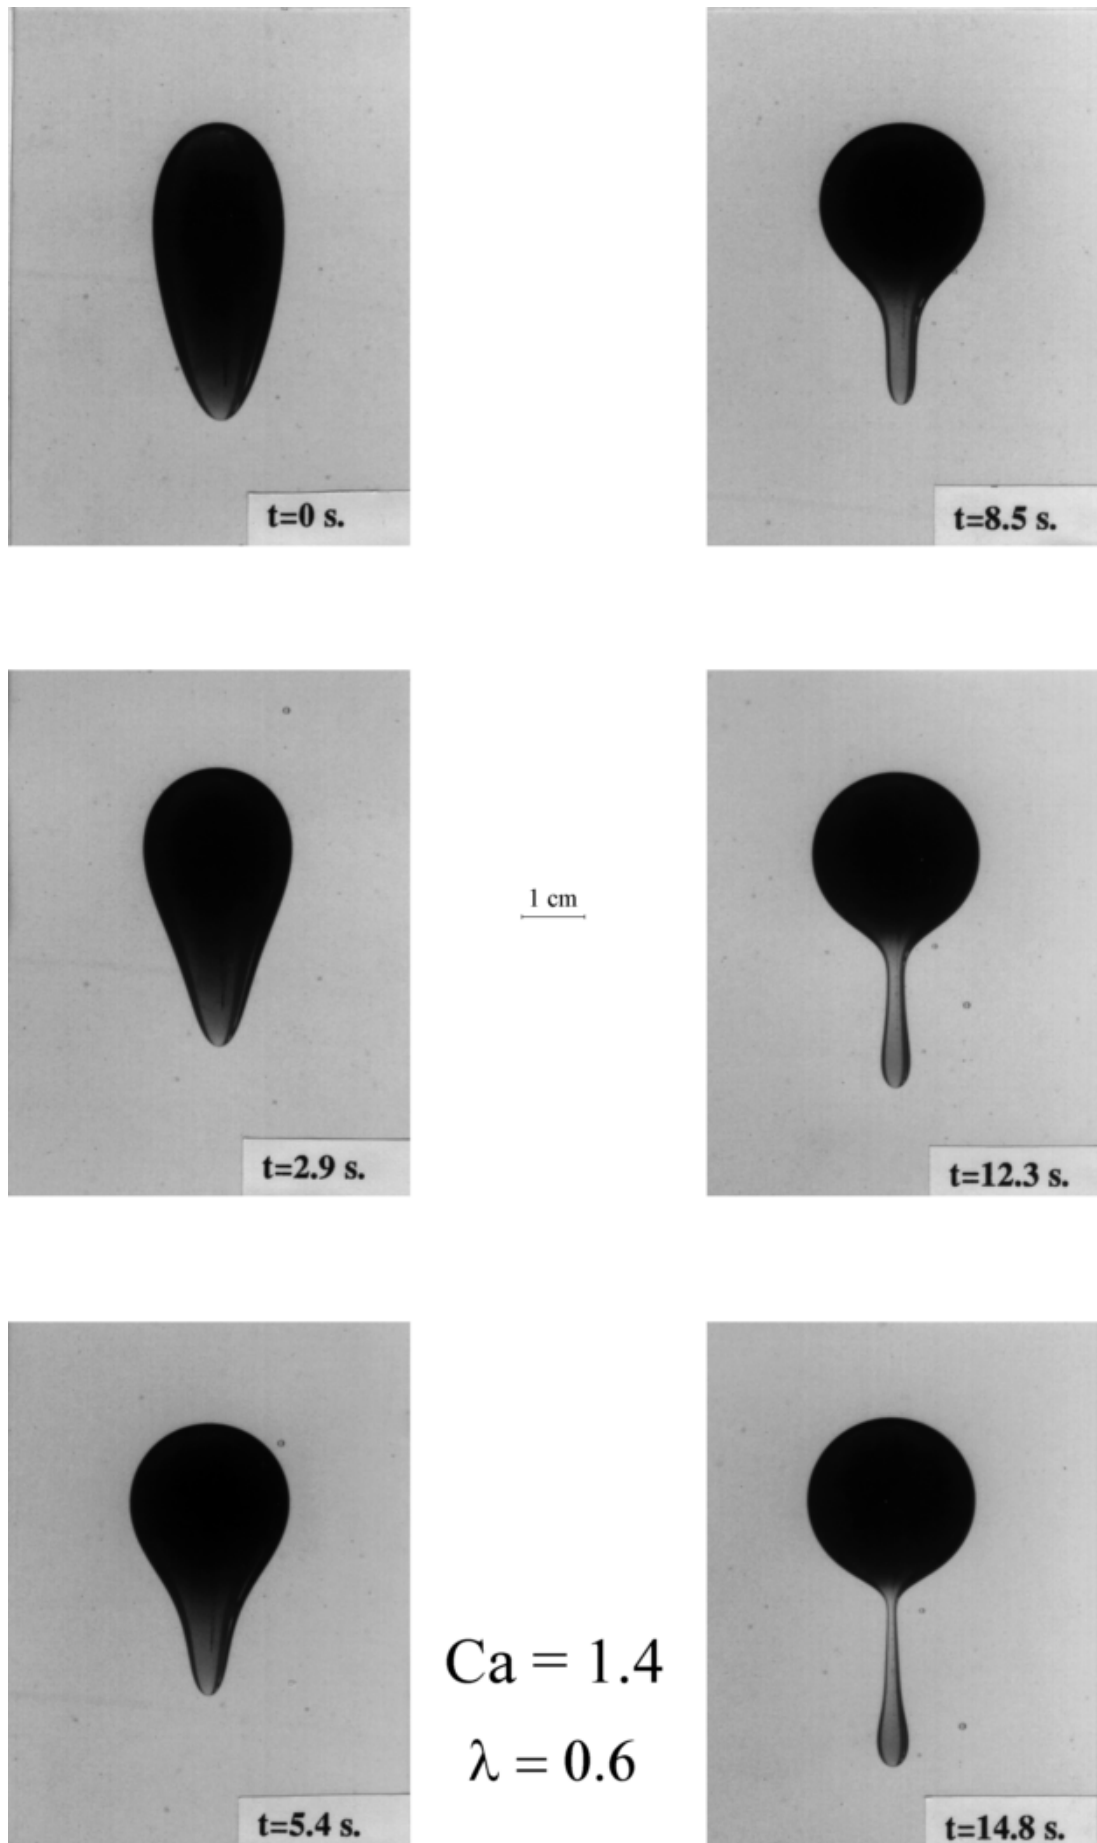 t=0 s.
t=8.5 s.
t=2.9 s.
1 cm
t=12.3 s.
Ca = 1.4
λ = 0.6
t=5.4 s.
t=14.8 s.